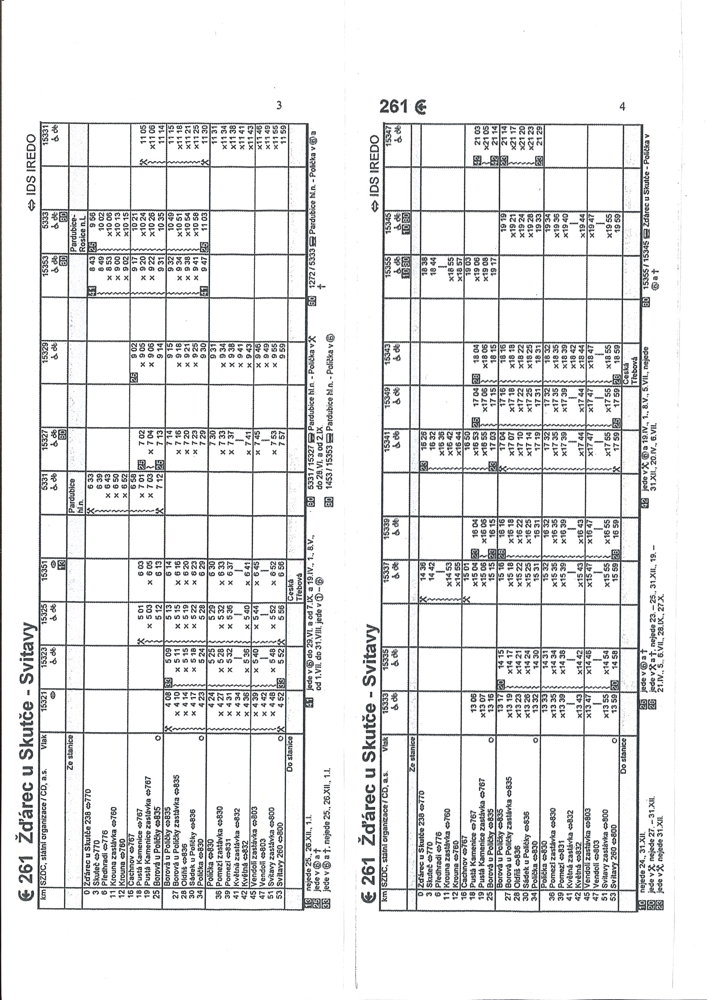 261 Žďárec u Skutče - Svitavy ⇔ IDS IREDO
km SŽDC, státní organizace / ČD, a.s. Vlak 15321 15323 15325 15351 5331 15327 15329 15353 5333 15331
13 80 80 80
Ze stanice Pardubice hl.n. Pardubice-Rosice n.L.
0 Žďárec u Skutče 238 ⇔770 ⚒ 6 33 41 8 43 25 9 56
3 Skuteč ⇔770 6 39 8 49 10 02
6 Předhradí ⇔776 x 6 43 x 8 53 x10 06
11 Krouna zastávka ⇔760 x 6 50 x 9 00 x10 13
12 Krouna ⇔760 x 6 52 x 9 02 x10 15
16 Cachnov ⇔767 6 58 25 9 02 9 17 10 21
18 Pustá Kamenice ⇔767 ⚒ 5 01 6 03 x 7 01 25 7 02 x 9 05 x 9 20 x10 24 ⚒ 11 05
19 Pustá Kamenice zastávka ⇔767 x 5 03 x 6 05 x 7 03 x 7 04 x 9 06 x 9 22 x10 26 x11 06
25 Borová u Poličky ⇔835 O 5 12 6 13 ⚒ 7 12 25 7 13 9 14 9 31 10 35 11 14
Borová u Poličky ⇔835 ⚒ 4 08 33 5 09 5 13 6 14 7 14 9 15 9 32 10 49 11 15
27 Borová u Poličky zastávka ⇔835 x 4 10 x 5 11 x 5 15 x 6 16 x 7 16 x 9 18 x 9 34 x10 51 x11 18
28 Oldřiš ⇔836 x 4 14 x 5 15 x 5 19 x 6 20 x 7 20 x 9 21 x 9 38 x10 54 x11 21
30 Sádek u Poličky ⇔836 x 4 17 x 5 18 x 5 22 x 6 23 x 7 23 x 9 25 x 9 41 x10 58 x11 25
34 Polička ⇔830 O 4 23 5 24 5 28 6 29 7 29 9 30 41 9 47 25 11 03 ⚒ 11 30
Polička ⇔830 4 24 5 25 5 29 6 30 7 30 9 31 11 31
36 Pomezí zastávka ⇔830 x 4 27 x 5 28 x 5 32 x 6 33 x 7 33 x 9 34 x11 34
39 Pomezí ⇔831 x 4 31 x 5 32 x 5 36 x 6 37 x 7 37 x 9 38 x11 38
41 Květná zastávka ⇔832 x 4 34 | | | | x 9 41 x11 41
42 Květná ⇔832 x 4 36 x 5 36 x 5 40 x 6 41 x 7 41 x 9 43 x11 43
45 Vendolí zastávka ⇔803 x 4 39 x 5 40 x 5 44 x 6 45 x 7 45 x 9 46 x11 46
47 Vendolí ⇔803 x 4 42 | | | | x 9 49 x11 49
51 Svitavy zastávka ⇔800 x 4 48 x 5 48 x 5 52 x 6 52 x 7 53 x 9 55 x11 55
53 Svitavy 260 ⇔800 O ⚒ 4 52 33 5 52 ⚒ 5 56 6 56 7 57 9 59 11 59
Do stanice Česká Třebová
13 nejede 25., 26.XII., 1.I.
25 jede v ⑥ a †
33 jede v ⑥ a †, nejede 25., 26.XII., 1.I.
41 jede v ⑥ do 29.VI. a od 7.IX. a 19.IV., 1., 8.V.,
od 1.VII. do 31.VIII. jede v ① – ⑥
80 5331 / 15327 Pardubice hl.n. - Polička v ⚒
do 28.VI. a od 2.IX.
80 1453 / 15353 Pardubice hl.n. - Polička v ⑥
80 1272 / 5333 Pardubice hl.n. - Polička v ⑥ a
†
3
261 Žďárec u Skutče - Svitavy ⇔ IDS IREDO 261
km SŽDC, státní organizace / ČD, a.s. Vlak 15333 15335 15337 15339 15341 15349 15343 15355 15345 15347
10 80 10 80
Ze stanice
0 Žďárec u Skutče 238 ⇔770 ⚒ 14 36 23 16 26 18 38
3 Skuteč ⇔770 14 42 16 32 18 44
6 Předhradí ⇔776 | x16 36 |
11 Krouna zastávka ⇔760 x14 53 x16 42 x18 55
12 Krouna ⇔760 x14 55 x16 44 x18 57
16 Cachnov ⇔767 ⚒ 15 01 16 50 19 03
18 Pustá Kamenice ⇔767 13 06 x15 04 23 16 04 x16 53 25 17 04 28 18 04 x19 06 42 21 03
19 Pustá Kamenice zastávka ⇔767 x13 07 x15 06 x16 06 x16 55 x17 06 x18 06 x19 08 x21 05
25 Borová u Poličky ⇔835 O 13 16 15 15 23 16 15 23 17 03 17 15 18 15 19 17 42 21 14
Borová u Poličky ⇔835 13 17 20 14 15 15 16 28 16 16 ⚒ 17 04 17 16 18 16 19 19 23 21 14
27 Borová u Poličky zastávka ⇔835 x13 19 x14 17 x15 18 x16 18 x17 07 x17 18 x18 18 x19 21 x21 17
28 Oldřiš ⇔836 x13 23 x14 21 x15 22 x16 22 x17 10 x17 22 x18 22 x19 24 x21 20
30 Sádek u Poličky ⇔836 x13 26 x14 24 x15 25 x16 25 x17 14 x17 25 x18 25 x19 28 x21 23
34 Polička ⇔830 O 13 32 14 30 15 31 16 31 17 19 17 31 18 31 19 33 23 21 29
Polička ⇔830 13 33 14 31 15 32 16 32 17 32 17 32 18 32 19 34
36 Pomezí zastávka ⇔830 x13 35 x14 34 x15 35 x16 35 x17 35 x17 35 x18 35 x19 36
39 Pomezí ⇔831 x13 39 x14 38 x15 39 x16 39 x17 39 x17 39 x18 39 x19 40
41 Květná zastávka ⇔832 | | | | | | x18 42 |
42 Květná ⇔832 x13 43 x14 42 x15 43 x16 43 x17 44 x17 44 x18 44 x19 44
45 Vendolí zastávka ⇔803 x13 47 x14 46 x15 47 x16 47 x17 47 x17 47 x18 47 x19 47
47 Vendolí ⇔803 | | | | | | | |
51 Svitavy zastávka ⇔800 x13 55 x14 54 x15 55 x16 55 x17 55 x17 55 x18 55 x19 55
53 Svitavy 260 ⇔800 O 13 59 20 14 58 15 59 28 16 59 ⚒ 17 59 25 17 59 28 18 59 19 59
Do stanice Česká Třebová
10 nejede 24., 31.XII.
20 jede v ⚒, nejede 27. – 31.XII.
23 jede v ⚒, nejede 31.XII.
25 jede v ⑥ a †
28 jede v ⚒ a †, nejede 23. – 25., 31.XII., 19. –
21.IV., 5., 6.VII., 28.IX., 27.X.
42 jede v ⚒, ⑥ a 19.IV., 1., 8.V., 5.VII., nejede
31.XII., 20.IV., 6.VII.
80 15355 / 15345 Žďárec u Skutče - Polička v
⑥ a †
4